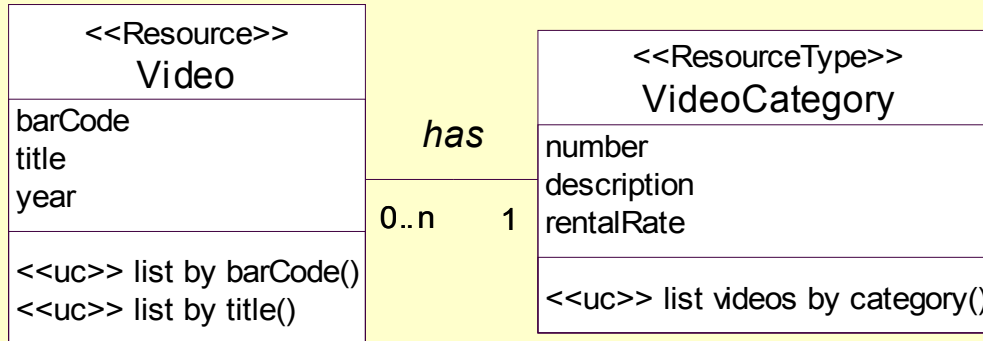 <<Resource>>
Video
barCode
title
year
<<uc>> list by barCode()
<<uc>> list by title()
has
0..n 1
<<ResourceType>>
VideoCategory
number
description
rentalRate
<<uc>> list videos by category()